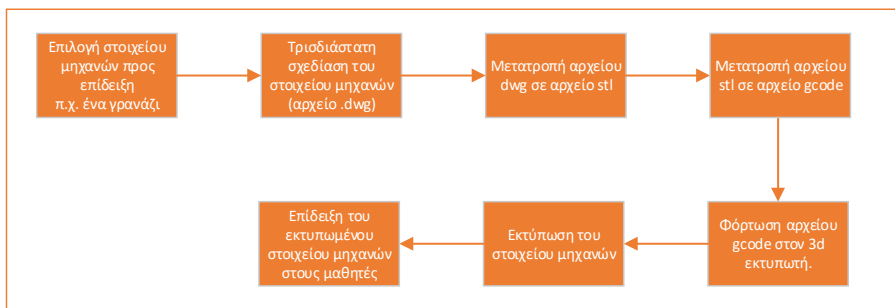 Επιλογή στοιχείου
μηχανών προς
επίδειξη
π.χ. ένα γρανάζι
Τρισδιάστατη
σχεδίαση του
στοιχείου μηχανών
(αρχείο .dwg)
Μετατροπή αρχείου
dwg σε αρχείο stl
Μετατροπή αρχείου
stl σε αρχείο gcode
Φόρτωση αρχείου
gcode στον 3d
εκτυπωτή.
Εκτύπωση του
στοιχείου μηχανών
Επίδειξη του
εκτυπωμένου
στοιχείου μηχανών
στους μαθητές